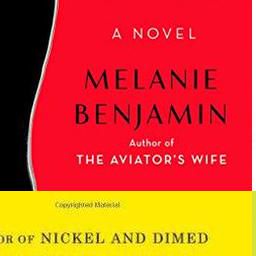 A NOVEL
MELANIE
BENJAMIN
Author of
THE AVIATOR'S WIFE
Copyrighted Material
OR OF NICKEL AND DIMED